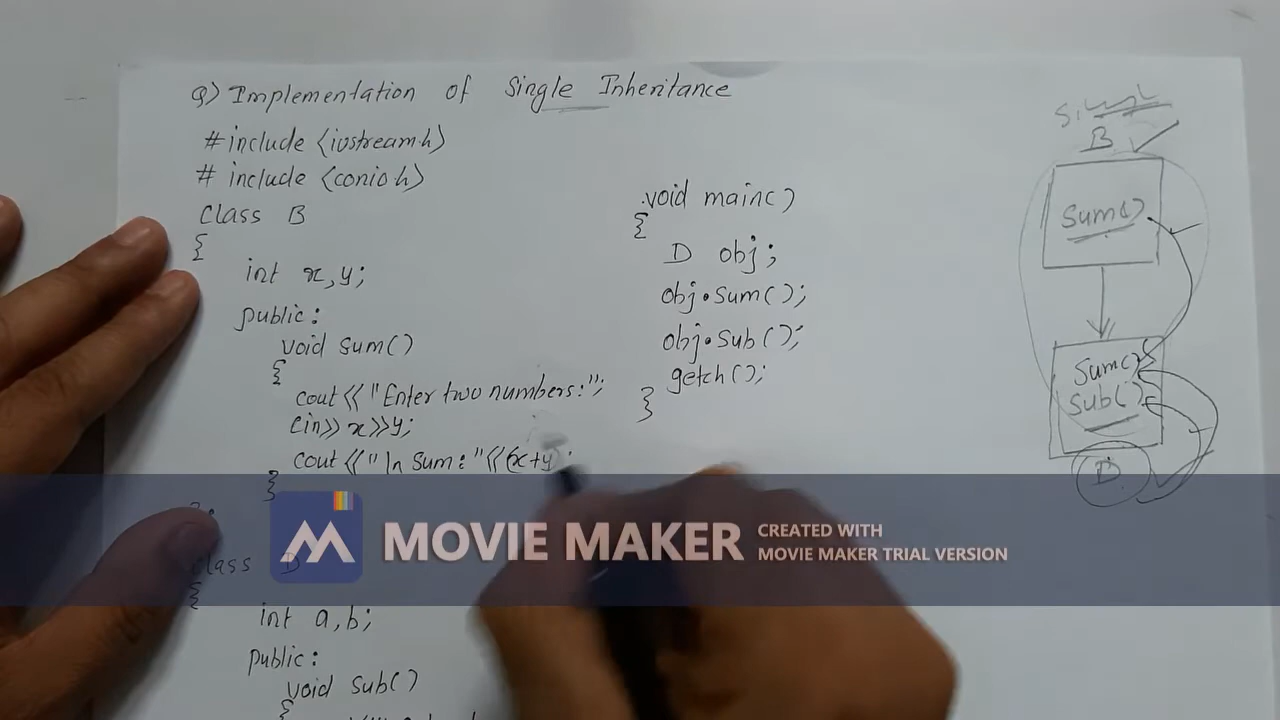 Q) Implementation of Single Inheritance
#include <iostream.h>
# include <conio.h>
Class B
{
int x,y;
public:
void sum()
{
cout<<"Enter two numbers:";
Cin>>x>>y;
cout<<"\n Sum: "<<(x+y);
}
};
class D
{
int a,b;
public:
void sub()
{
void main()
{
D obj;
obj.Sum();
obj.Sub();
getch();
}
B
Sum()
Sum()
Sub()
D
MOVIE MAKER
CREATED WITH
MOVIE MAKER TRIAL VERSION